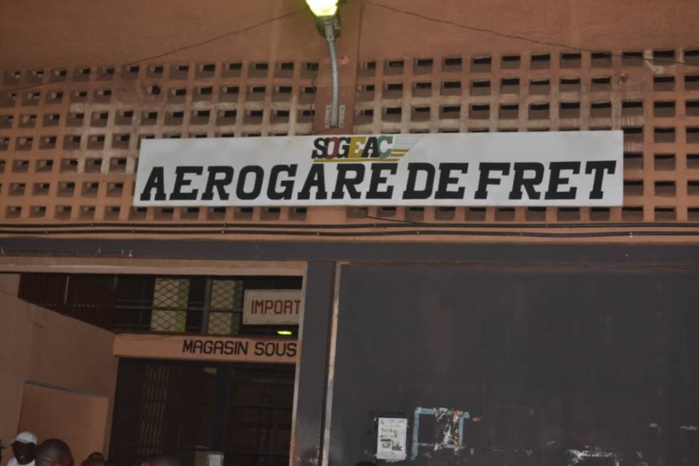 SOGEAC
AEROGARE DE FRET
IMPORT
MAGASIN SOUS